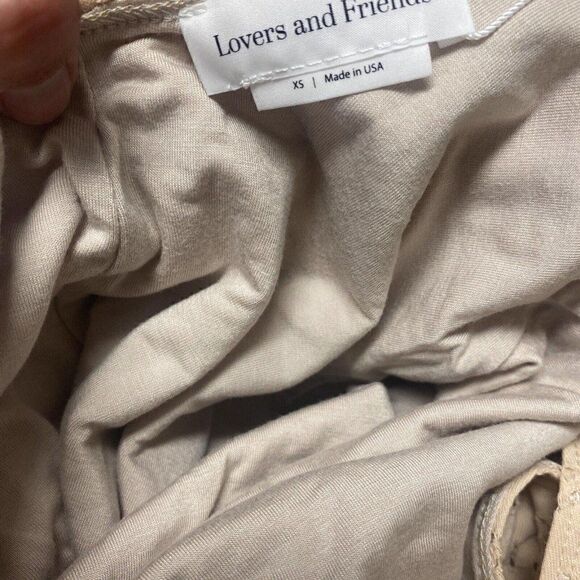 Lovers and Friends
XS | Made in USA